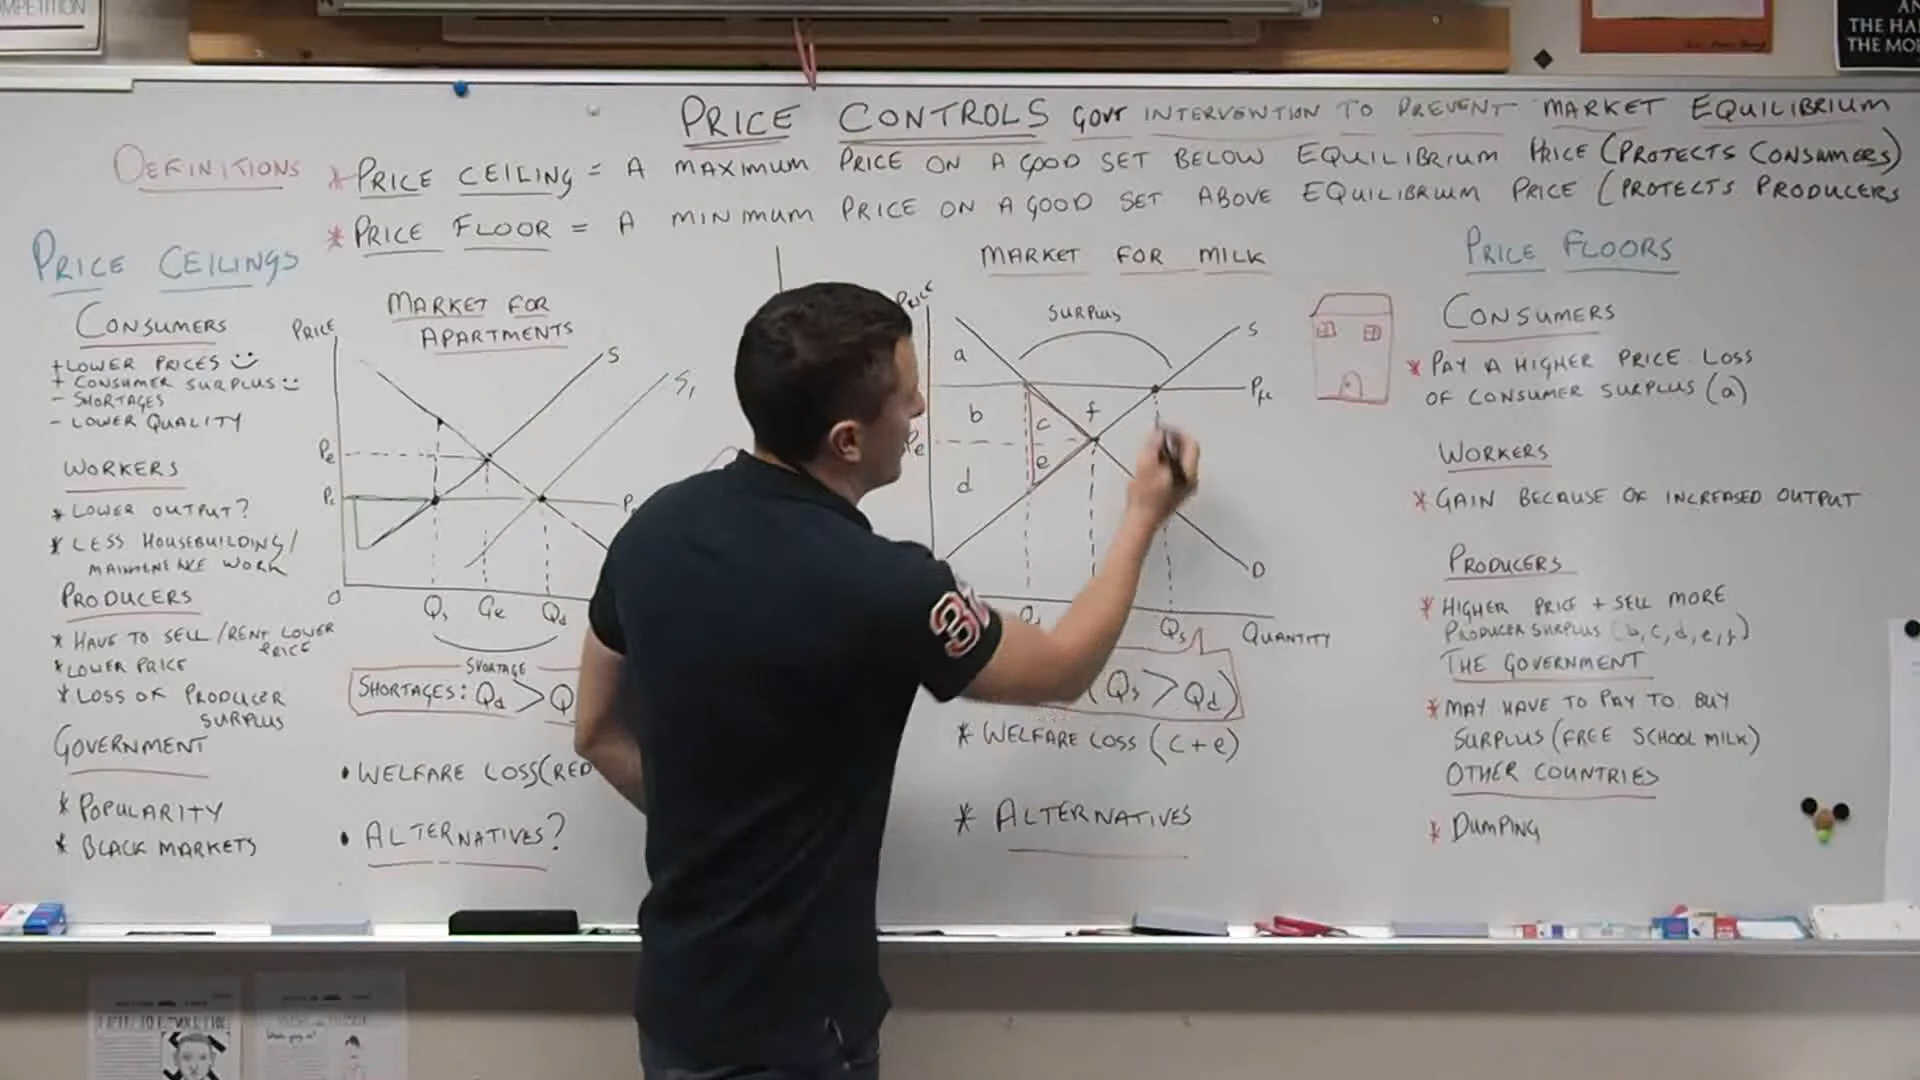 OMPETITION
THE HA
THE MO
PRICE CONTROLS GOVT INTERVENTION TO PREVENT MARKET EQUILIBRIUM
DEFINITIONS
* PRICE CEILING = A MAXIMUM PRICE ON A GOOD SET BELOW EQUILIBRIUM PRICE (PROTECTS CONSUMERS)
* PRICE FLOOR = A MINIMUM PRICE ON A GOOD SET ABOVE EQUILIBRIUM PRICE (PROTECTS PRODUCERS
PRICE CEILINGS
CONSUMERS
+ LOWER PRICES
+ CONSUMER SURPLUS
- SHORTAGES
- LOWER QUALITY
WORKERS
* LOWER OUTPUT?
* LESS HOUSEBUILDING/
MAINTENANCE WORK
PRODUCERS
* HAVE TO SELL/RENT LOWER
PRICE
* LOWER PRICE
* LOSS OF PRODUCER
SURPLUS
GOVERNMENT
* POPULARITY
* BLACK MARKETS
MARKET FOR
APARTMENTS
PRICE
S
S1
Pe
Pc
O
Qs Qe Qd
SHORTAGE
SHORTAGES: Qd > Q
• WELFARE LOSS (RED
• ALTERNATIVES?
MARKET FOR MILK
PRICE
SURPLUS
S
a
b
c
f
Pe
e
d
D
Qs
QUANTITY
(Qs > Qd)
* WELFARE LOSS (c + e)
* ALTERNATIVES
PRICE FLOORS
CONSUMERS
* PAY A HIGHER PRICE LOSS
OF CONSUMER SURPLUS (a)
WORKERS
* GAIN BECAUSE OF INCREASED OUTPUT
PRODUCERS
* HIGHER PRICE + SELL MORE
PRODUCER SURPLUS (b, c, d, e, f)
THE GOVERNMENT
* MAY HAVE TO PAY TO BUY
SURPLUS (FREE SCHOOL MILK)
OTHER COUNTRIES
* DUMPING